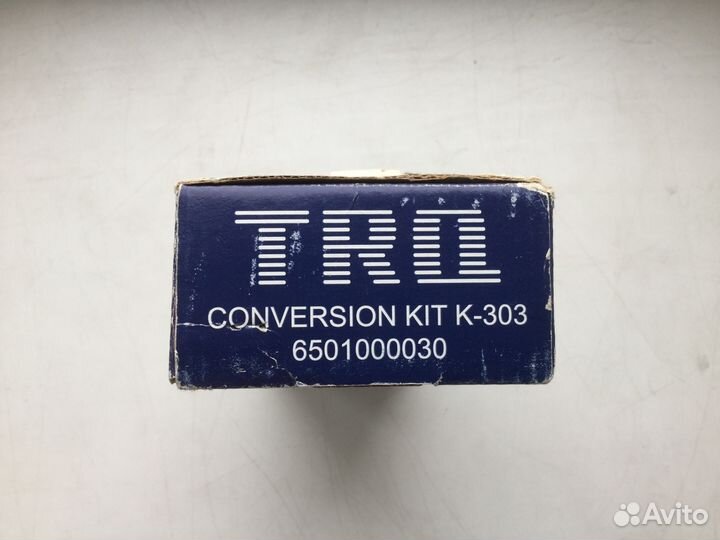 TRQ
CONVERSION KIT K-303
6501000030
Avito